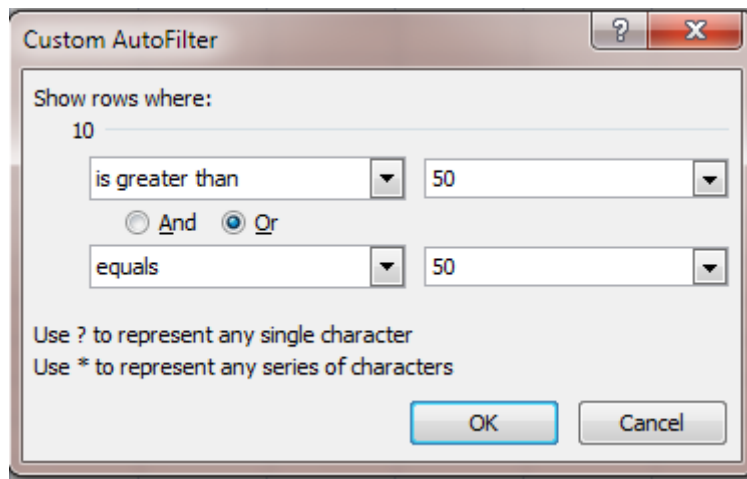 Custom AutoFilter
?
X
Show rows where:
10
is greater than 50
And Or
equals 50
Use ? to represent any single character
Use * to represent any series of characters
OK Cancel